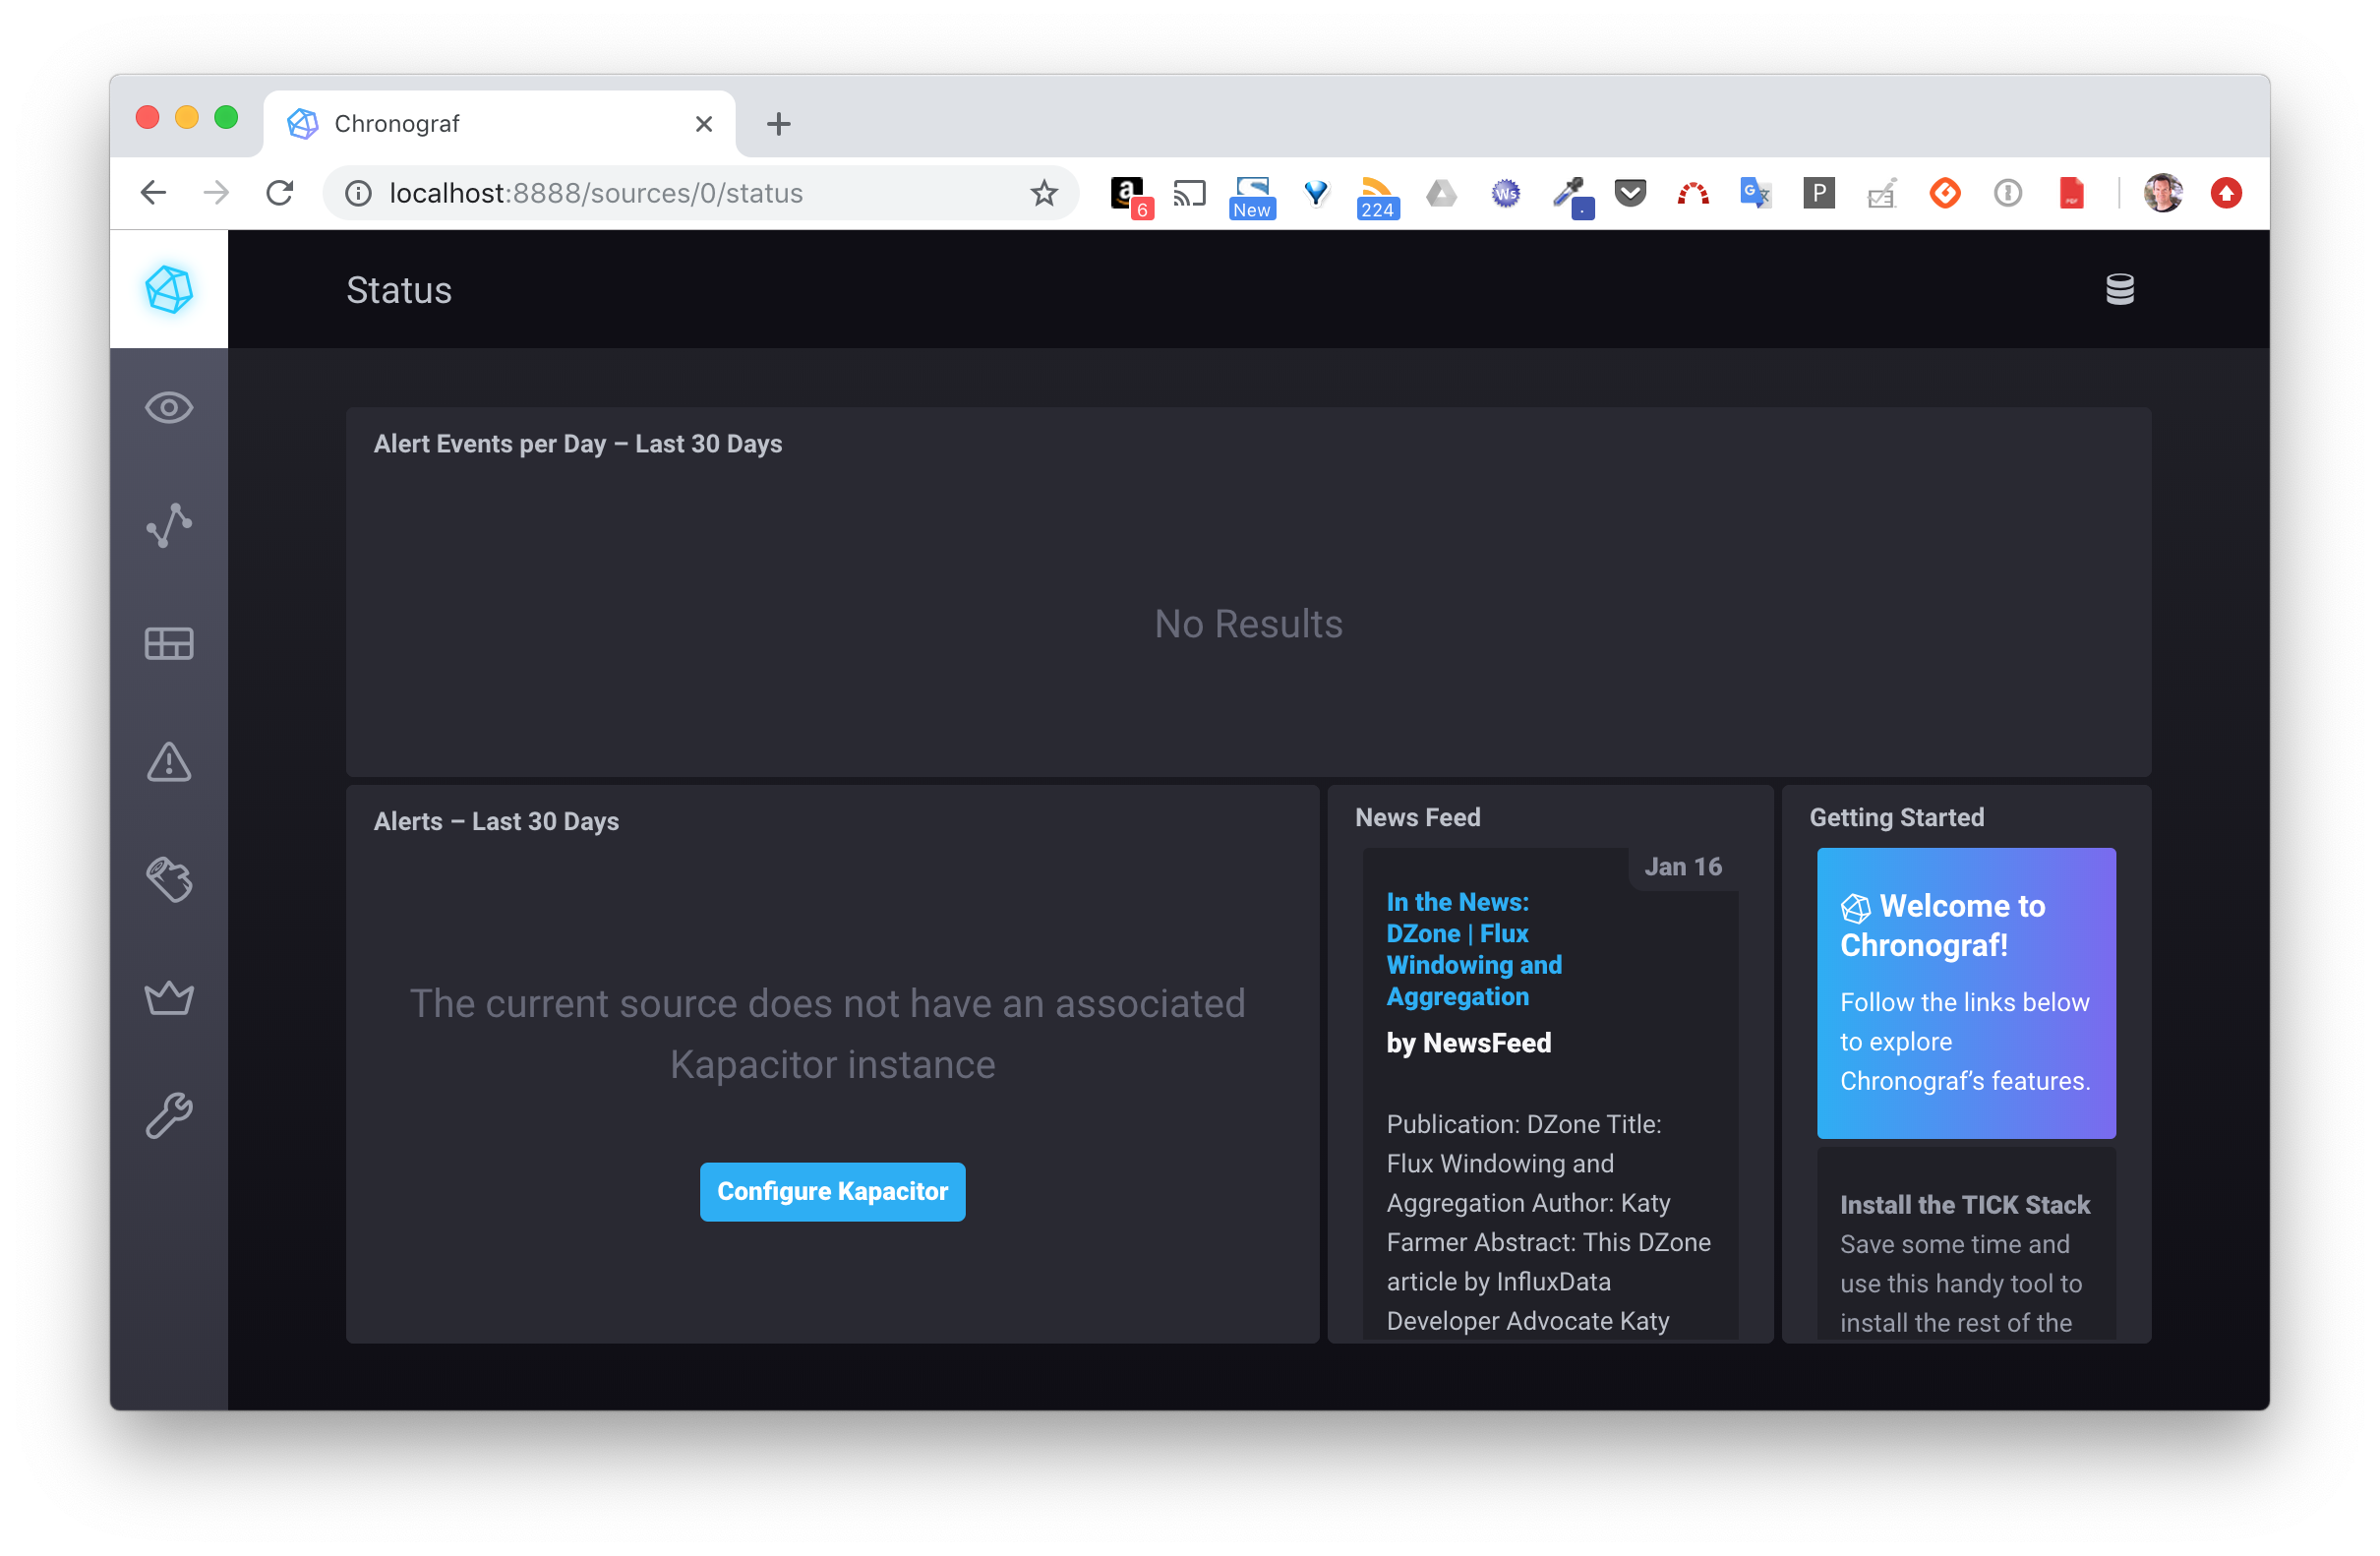 Chronograf
localhost:8888/sources/0/status
a
6
New
224
Ws
G
P
PDF
Status
Alert Events per Day – Last 30 Days
No Results
Alerts – Last 30 Days
The current source does not have an associated
Kapacitor instance
Configure Kapacitor
News Feed
Jan 16
In the News:
DZone | Flux
Windowing and
Aggregation
by NewsFeed
Publication: DZone Title:
Flux Windowing and
Aggregation Author: Katy
Farmer Abstract: This DZone
article by InfluxData
Developer Advocate Katy
Getting Started
Welcome to
Chronograf!
Follow the links below
to explore
Chronograf’s features.
Install the TICK Stack
Save some time and
use this handy tool to
install the rest of the